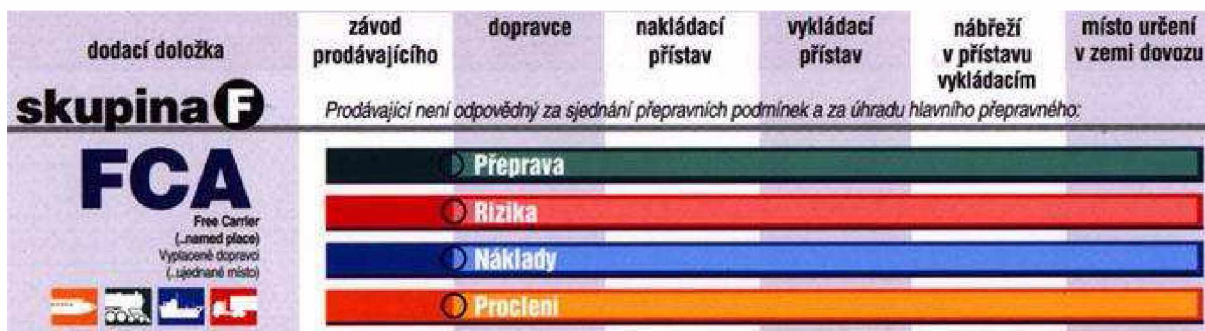 dodací doložka
závod
prodávajícího
dopravce
nakládací
přístav
vykládací
přístav
nábřeží
v přístavu
vykládacím
místo určení
v zemi dovozu
skupina F
Prodávající není odpovědný za sjednání přepravních podmínek a za úhradu hlavního přepravného:
FCA
Free Carrier
(..named place)
Vyplaceně dopravci
(..ujednané místo)
Přeprava
Rizika
Náklady
Proclení